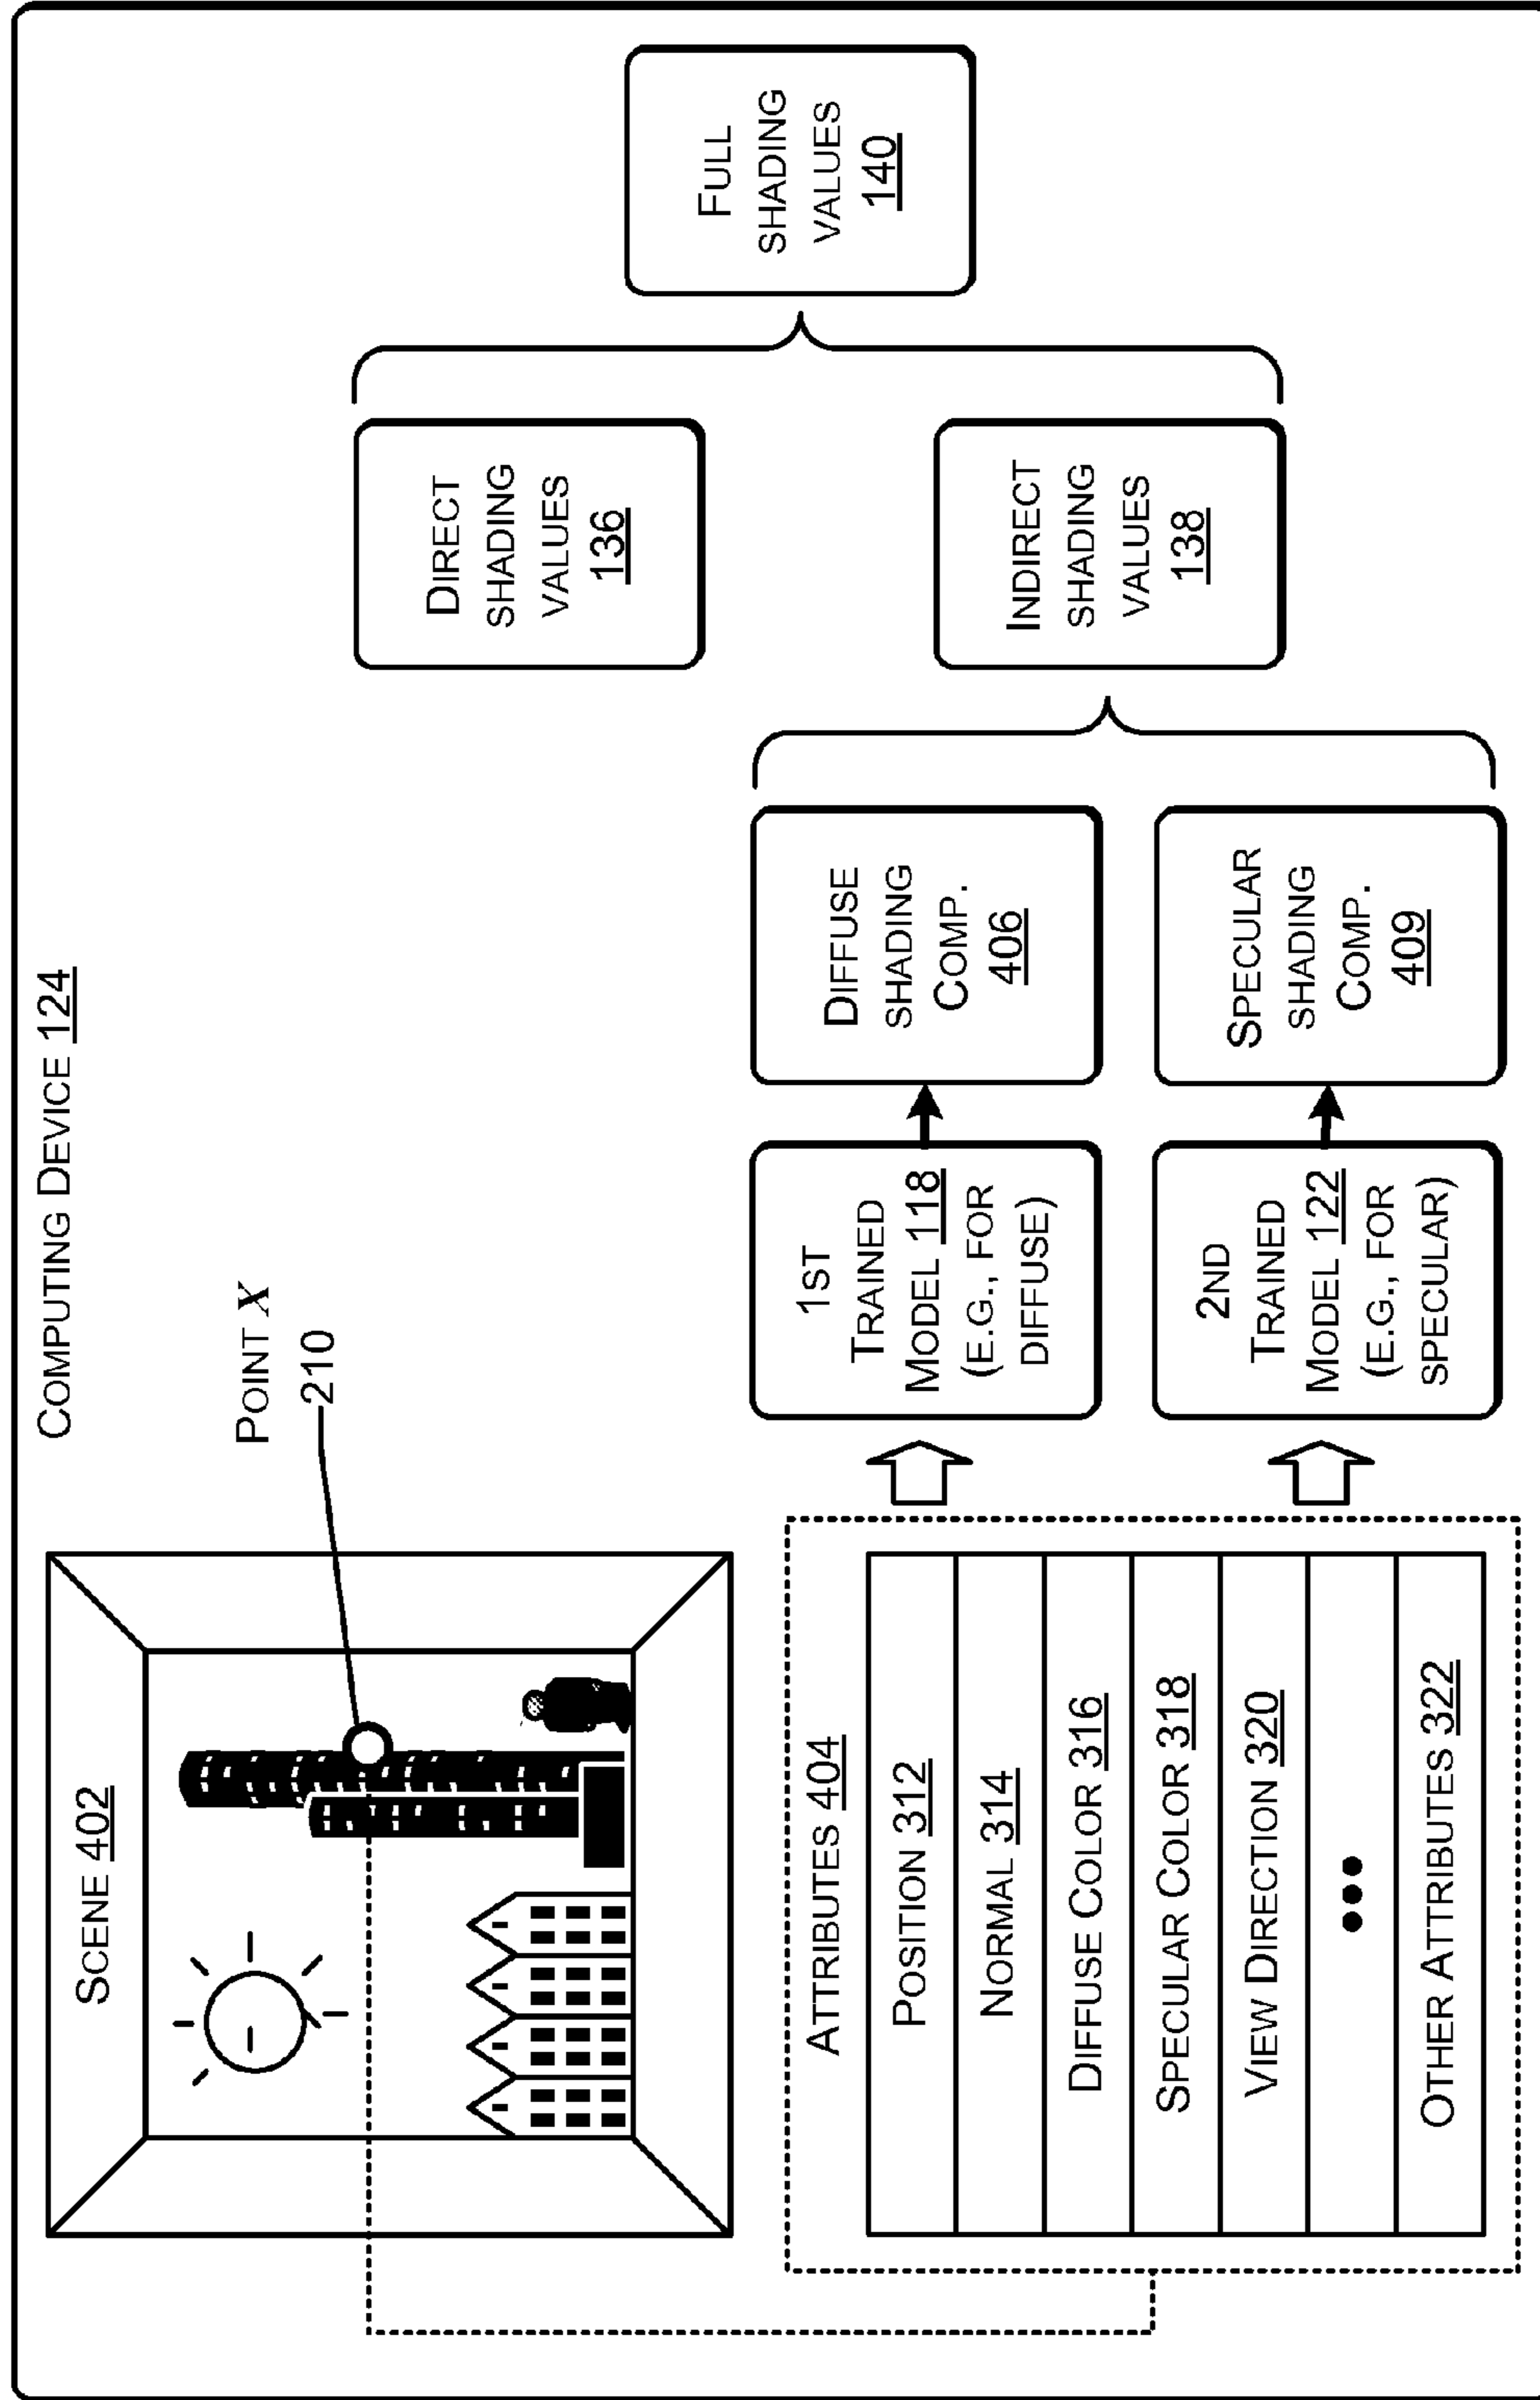 COMPUTING DEVICE 124
SCENE 402
POINT X
210
ATTRIBUTES 404
POSITION 312
NORMAL 314
DIFFUSE COLOR 316
SPECULAR COLOR 318
VIEW DIRECTION 320
OTHER ATTRIBUTES 322
1ST
TRAINED
MODEL 118
(E.G., FOR
DIFFUSE)
2ND
TRAINED
MODEL 122
(E.G., FOR
SPECULAR)
DIFFUSE
SHADING
COMP.
406
SPECULAR
SHADING
COMP.
409
DIRECT
SHADING
VALUES
136
INDIRECT
SHADING
VALUES
138
FULL
SHADING
VALUES
140